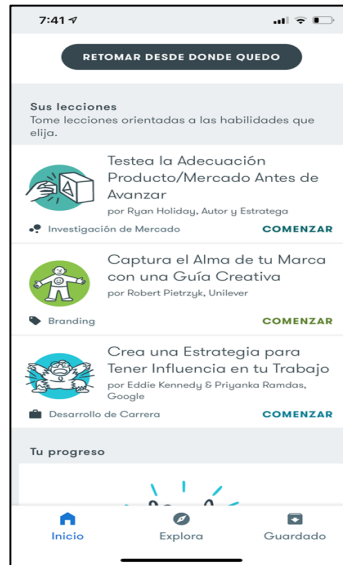 7:41
RETOMAR DESDE DONDE QUEDO
Sus lecciones
Tome lecciones orientadas a las habilidades que
elija.
Testea la Adecuación
Producto/Mercado Antes de
Avanzar
por Ryan Holiday, Autor y Estratega
Investigación de Mercado COMENZAR
Captura el Alma de tu Marca
con una Guía Creativa
por Robert Pietrzyk, Unilever
Branding COMENZAR
Crea una Estrategia para
Tener Influencia en tu Trabajo
por Eddie Kennedy & Priyanka Ramdas,
Google
Desarrollo de Carrera COMENZAR
Tu progreso
Inicio Explora Guardado